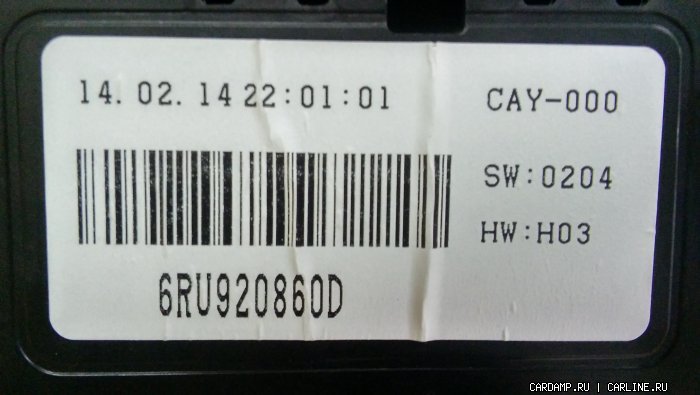 14. 02. 14 22:01:01 CAY-000
SW:0204
HW:H03
6RU920860D
CARDAMP.RU | CARLINE.RU